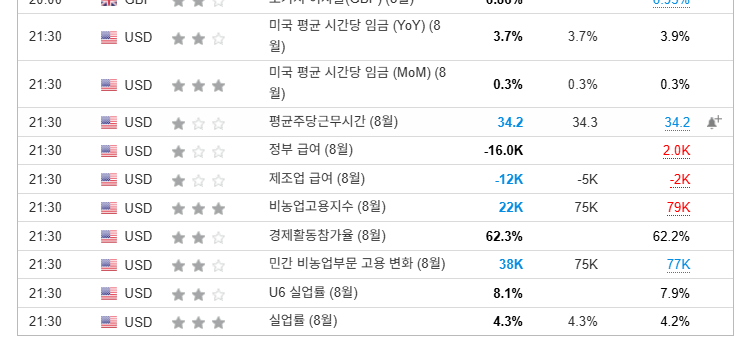 20:00 GBP 6.86% 6.53%
21:30 USD 미국 평균 시간당 임금 (YoY) (8월) 3.7% 3.7% 3.9%
21:30 USD 미국 평균 시간당 임금 (MoM) (8월) 0.3% 0.3% 0.3%
21:30 USD 평균주당근무시간 (8월) 34.2 34.3 34.2
21:30 USD 정부 급여 (8월) -16.0K 2.0K
21:30 USD 제조업 급여 (8월) -12K -5K -2K
21:30 USD 비농업고용지수 (8월) 22K 75K 79K
21:30 USD 경제활동참가율 (8월) 62.3% 62.2%
21:30 USD 민간 비농업부문 고용 변화 (8월) 38K 75K 77K
21:30 USD U6 실업률 (8월) 8.1% 7.9%
21:30 USD 실업률 (8월) 4.3% 4.3% 4.2%